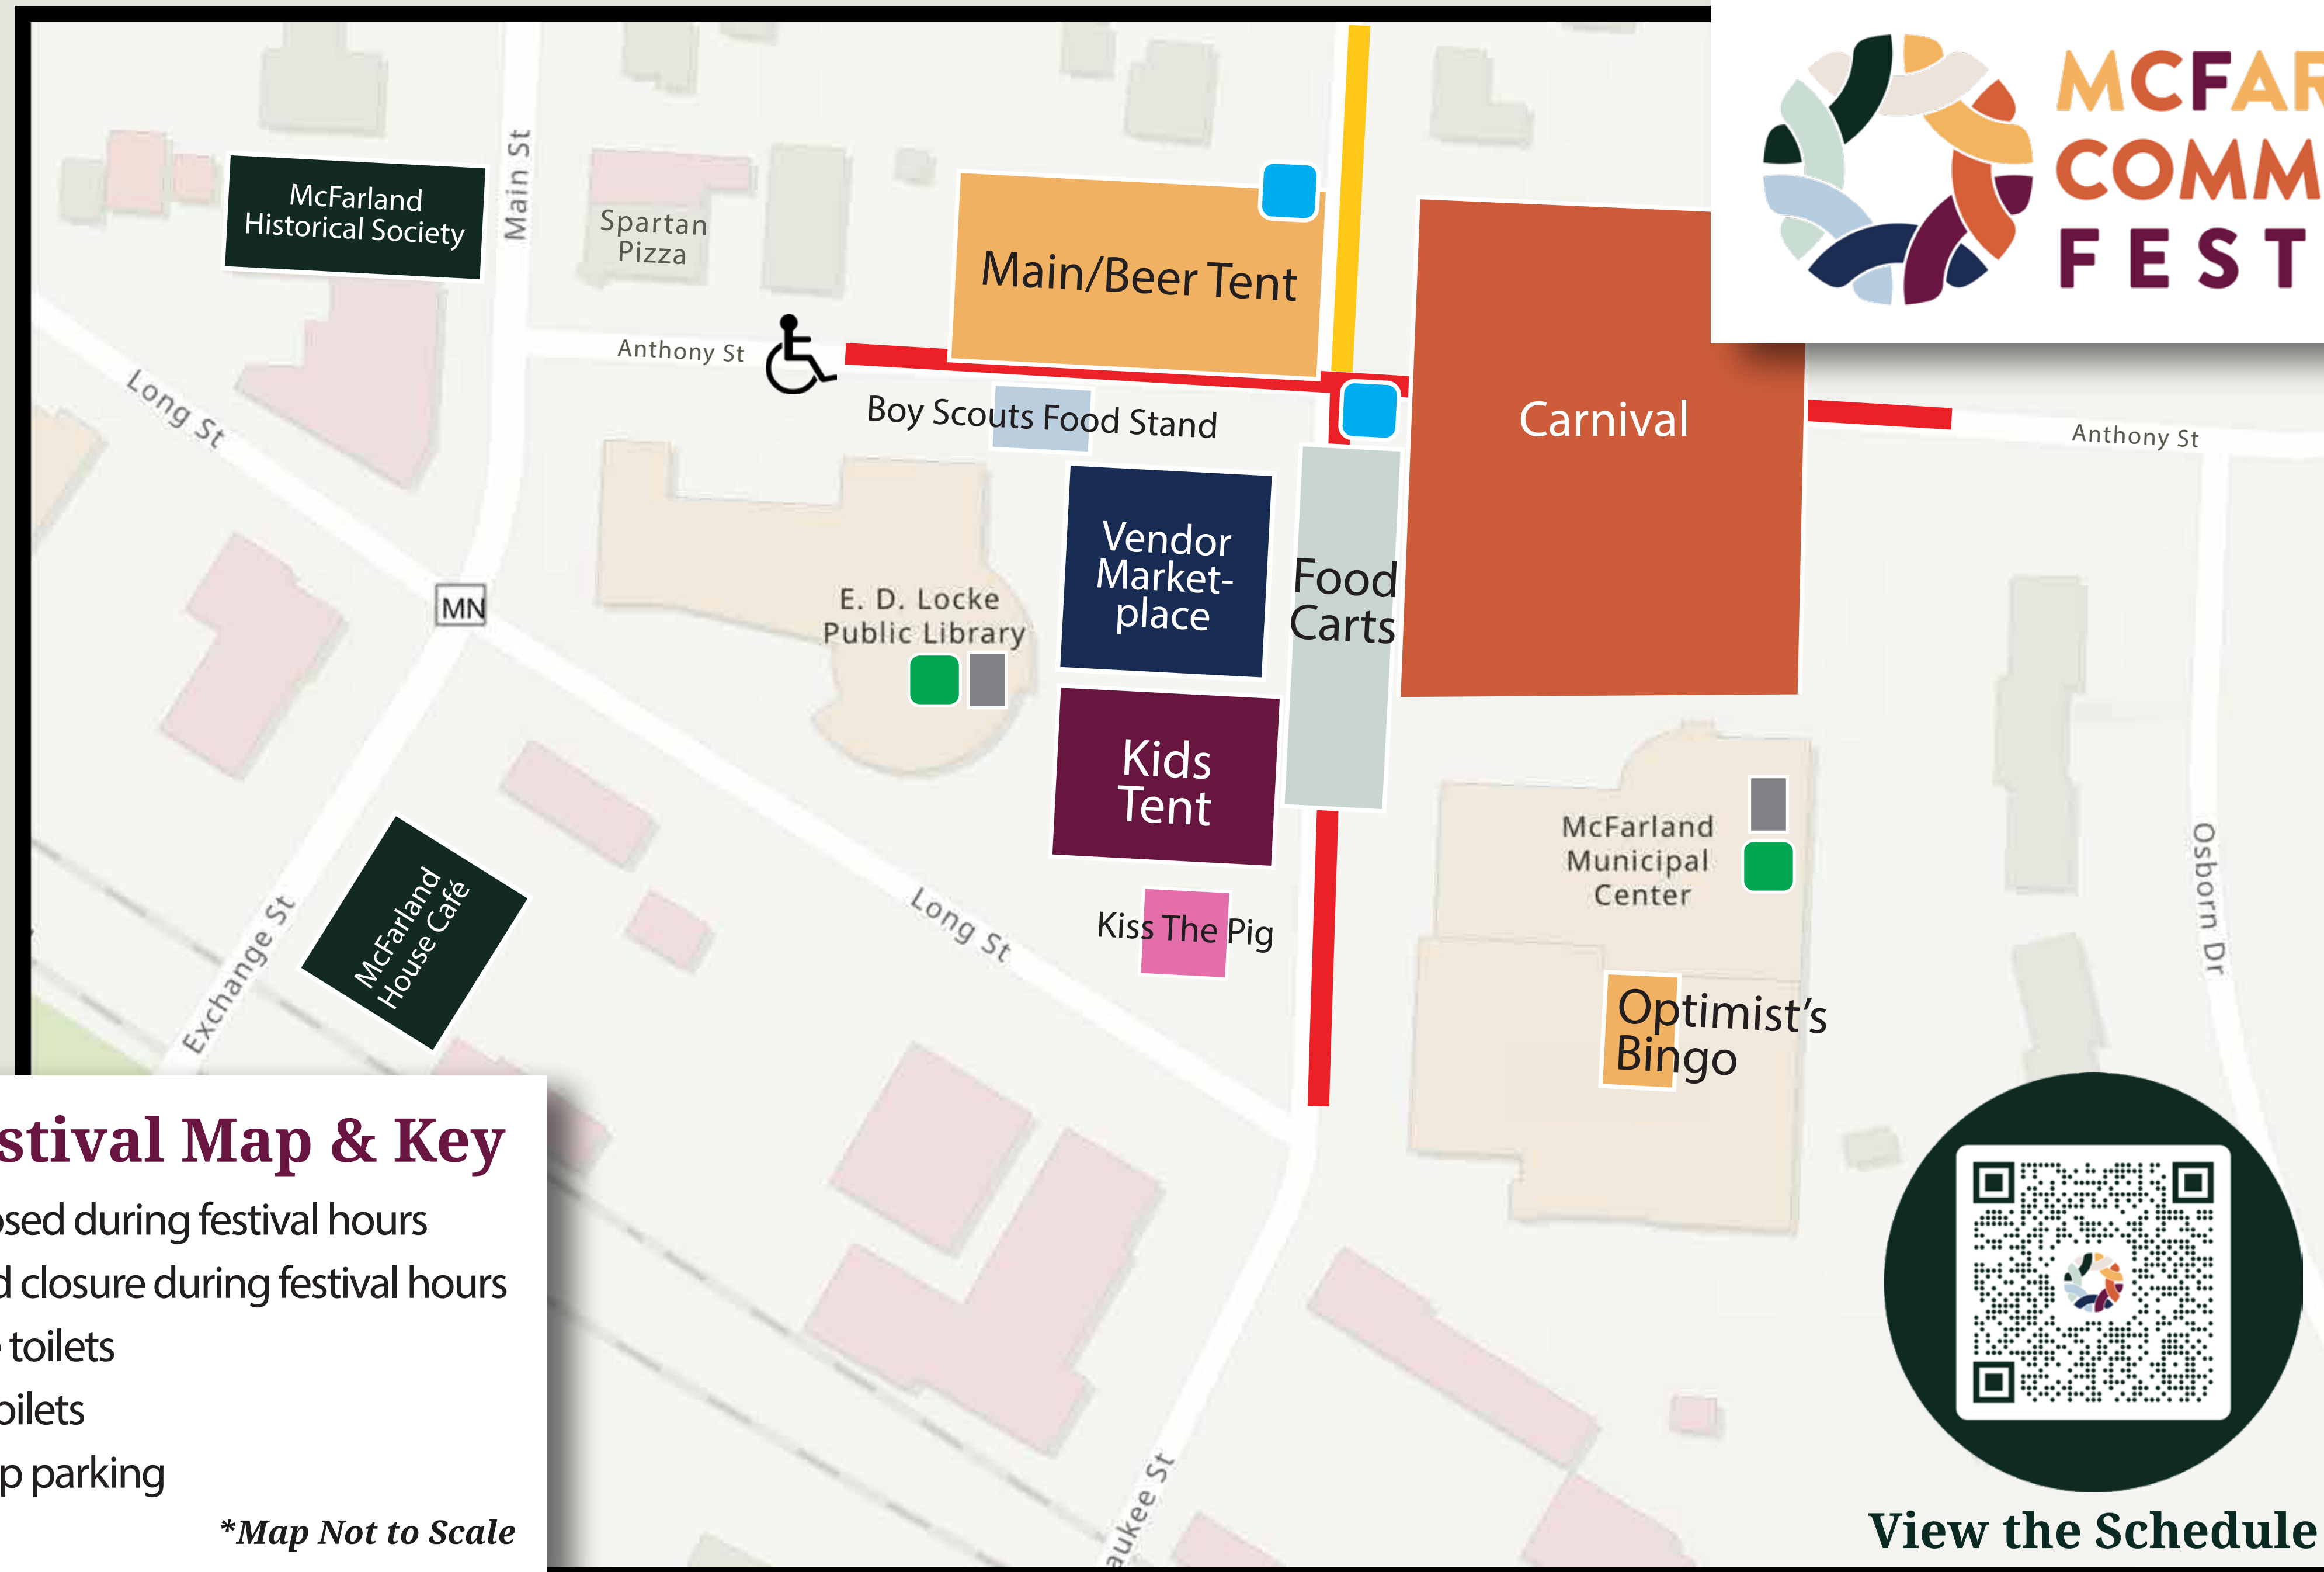 MCFAR
COMM
FEST
McFarland
Historical Society
Main St
Spartan
Pizza
Main/Beer Tent
Anthony St
Carnival
Boy Scouts Food Stand
Anthony St
Long St
Vendor
Market-
place
Food
Carts
E. D. Locke
Public Library
MN
Kids
Tent
McFarland
Municipal
Center
Osborn Dr
McFarland
House Café
Exchange St
Long St
Kiss The Pig
Optimist's
Bingo
stival Map & Key
sed during festival hours
closure during festival hours
toilets
oilets
p parking
*Map Not to Scale
aukee St
View the Schedule